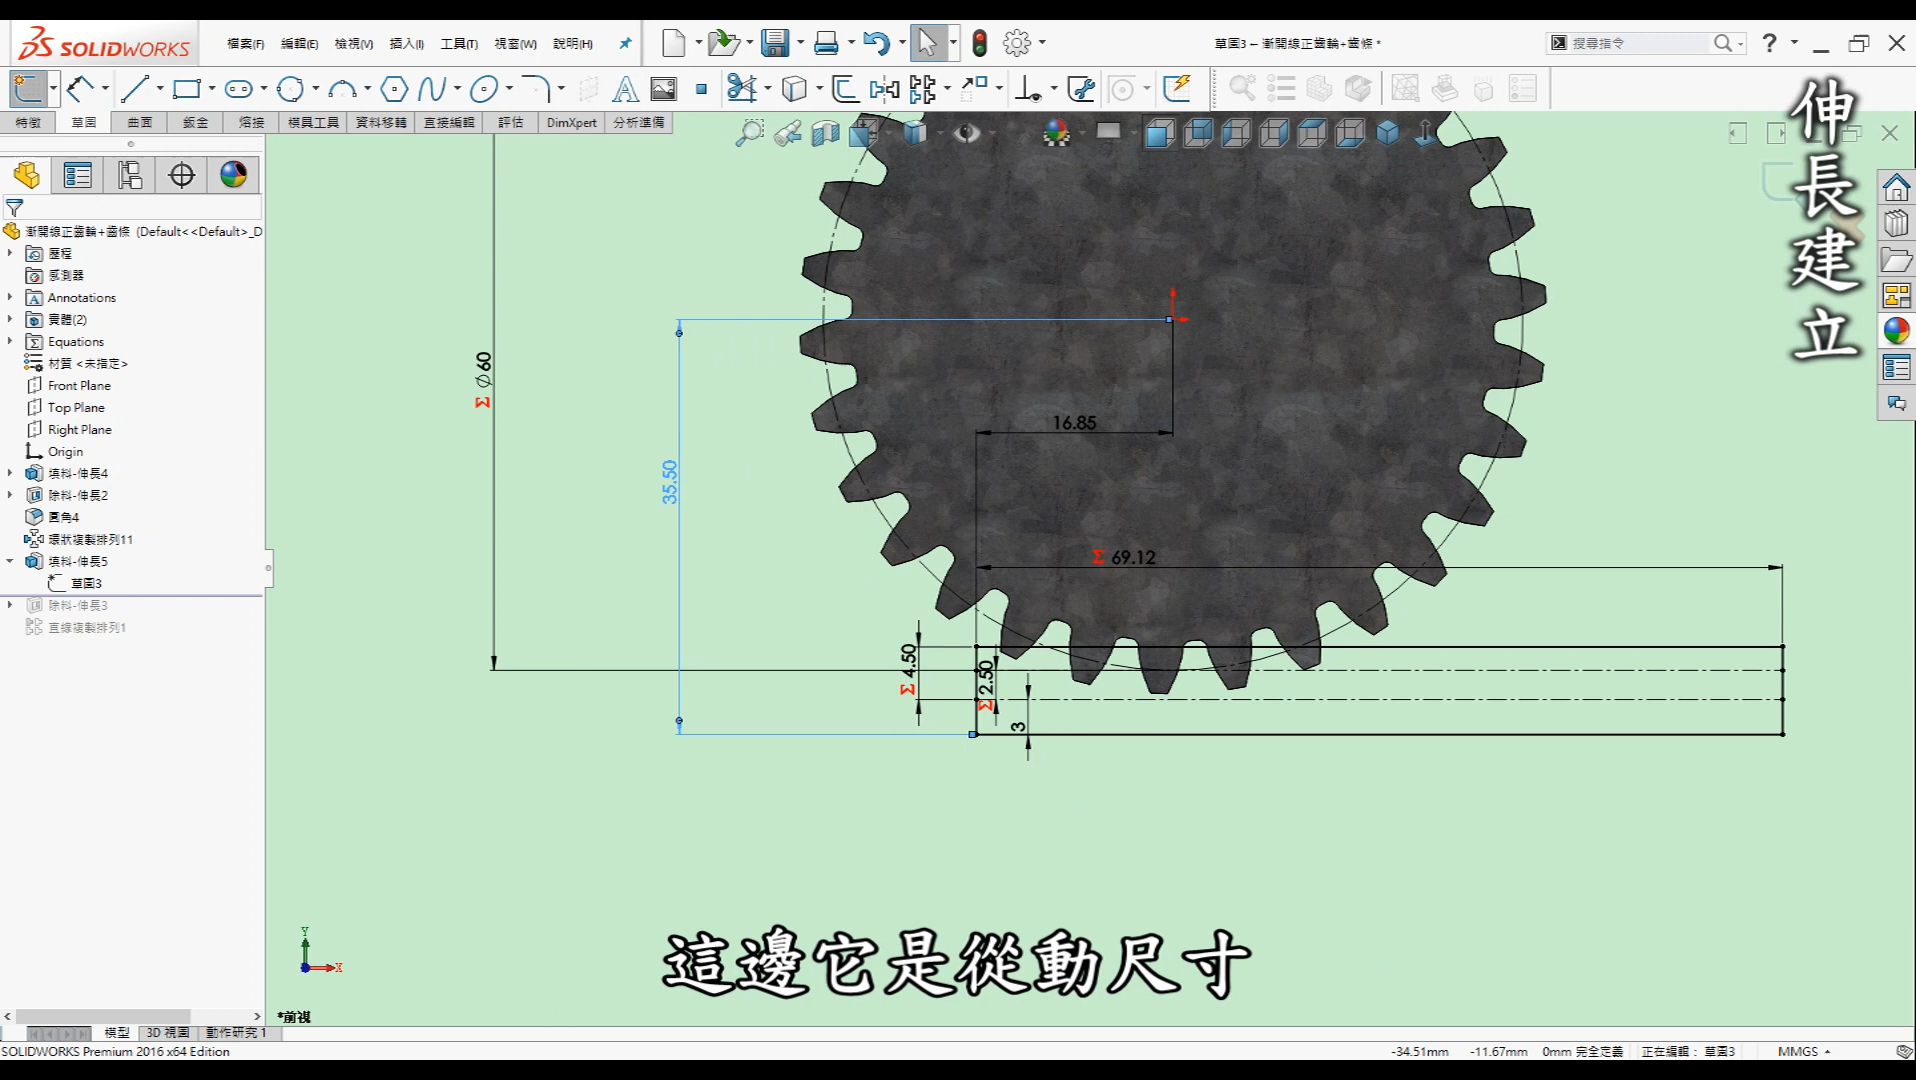 SOLIDWORKS
檔案(F) 編輯(E) 檢視(V) 插入(I) 工具(T) 視窗(W) 說明(H)
草圖3 – 漸開線正齒輪+齒條 *
搜尋指令
特徵 草圖 曲面 鈑金 熔接 模具工具 資料移轉 直接編輯 評估 DimXpert 分析準備
漸開線正齒輪+齒條 (Default<<Default>_D
歷程
感測器
Annotations
實體(2)
Equations
材質 <未指定>
Front Plane
Top Plane
Right Plane
Origin
填料-伸長4
除料-伸長2
圓角4
環狀複製排列11
填料-伸長5
草圖3
除料-伸長3
直線複製排列1
Σ ∅60
35.50
16.85
Σ 69.12
Σ 4.50
Σ 2.50
3
伸長建立
這邊它是從動尺寸
Y
X
*前視
模型 3D 視圖 動作研究 1
SOLIDWORKS Premium 2016 x64 Edition
-34.51mm -11.67mm 0mm 完全定義 正在編輯： 草圖3 MMGS